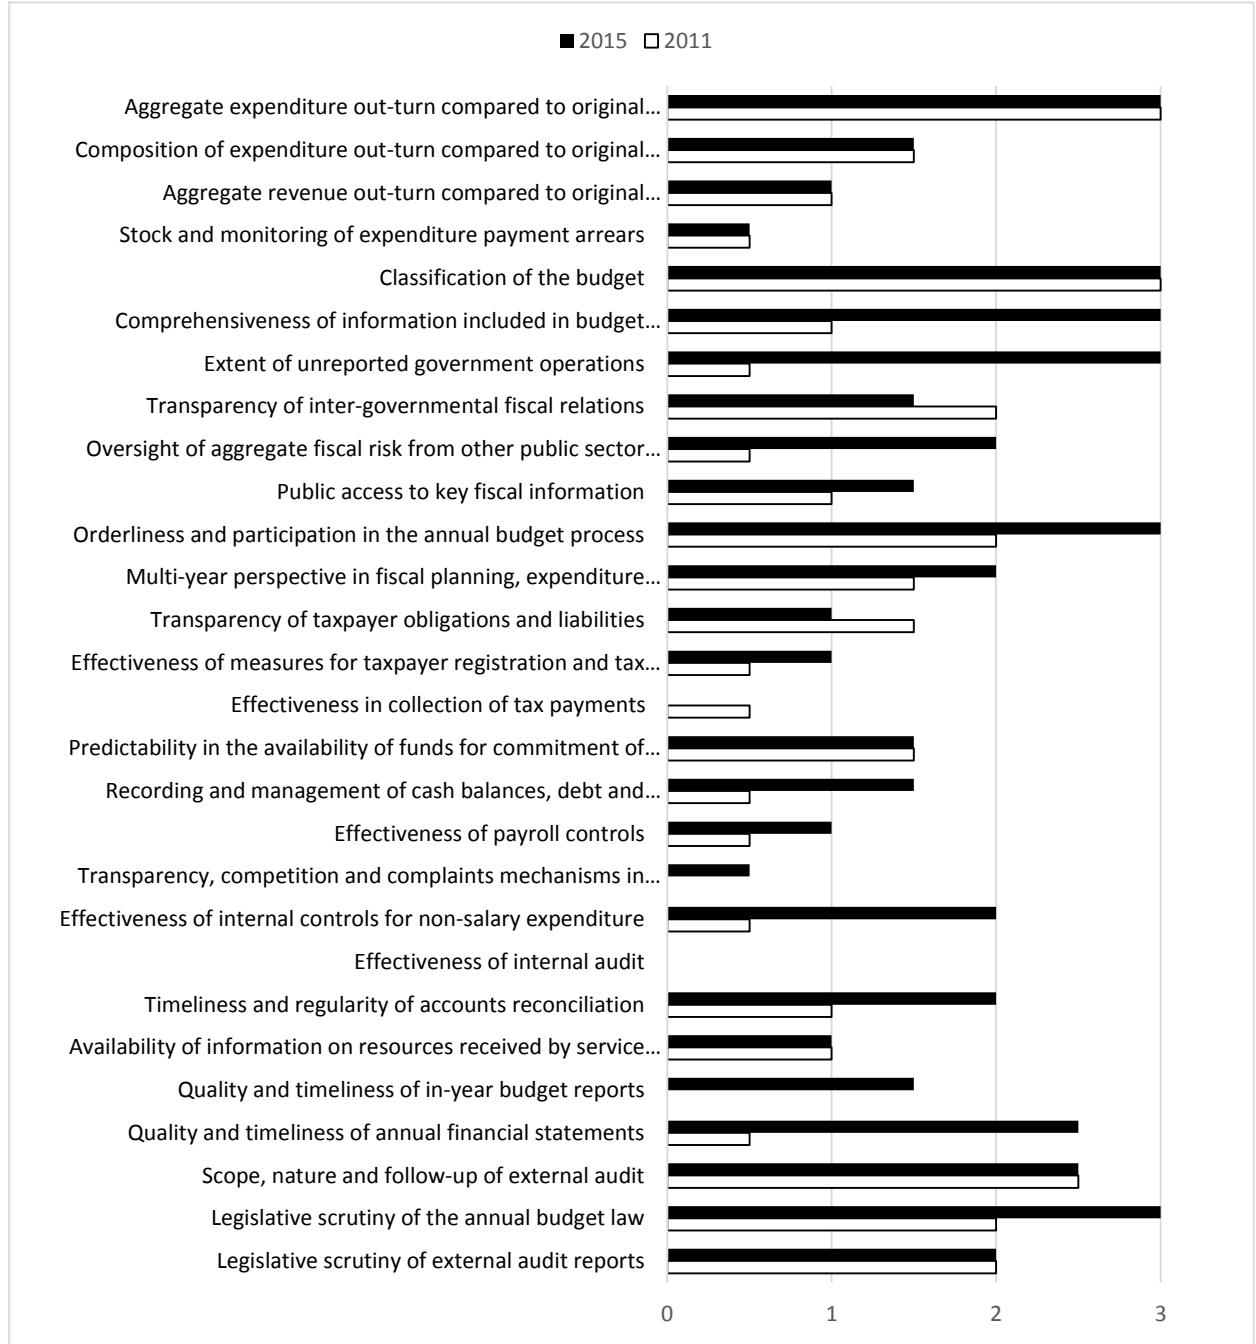 2015 2011
Aggregate expenditure out-turn compared to original...
Composition of expenditure out-turn compared to original...
Aggregate revenue out-turn compared to original...
Stock and monitoring of expenditure payment arrears
Classification of the budget
Comprehensiveness of information included in budget...
Extent of unreported government operations
Transparency of inter-governmental fiscal relations
Oversight of aggregate fiscal risk from other public sector...
Public access to key fiscal information
Orderliness and participation in the annual budget process
Multi-year perspective in fiscal planning, expenditure...
Transparency of taxpayer obligations and liabilities
Effectiveness of measures for taxpayer registration and tax...
Effectiveness in collection of tax payments
Predictability in the availability of funds for commitment of...
Recording and management of cash balances, debt and...
Effectiveness of payroll controls
Transparency, competition and complaints mechanisms in...
Effectiveness of internal controls for non-salary expenditure
Effectiveness of internal audit
Timeliness and regularity of accounts reconciliation
Availability of information on resources received by service...
Quality and timeliness of in-year budget reports
Quality and timeliness of annual financial statements
Scope, nature and follow-up of external audit
Legislative scrutiny of the annual budget law
Legislative scrutiny of external audit reports
0 1 2 3